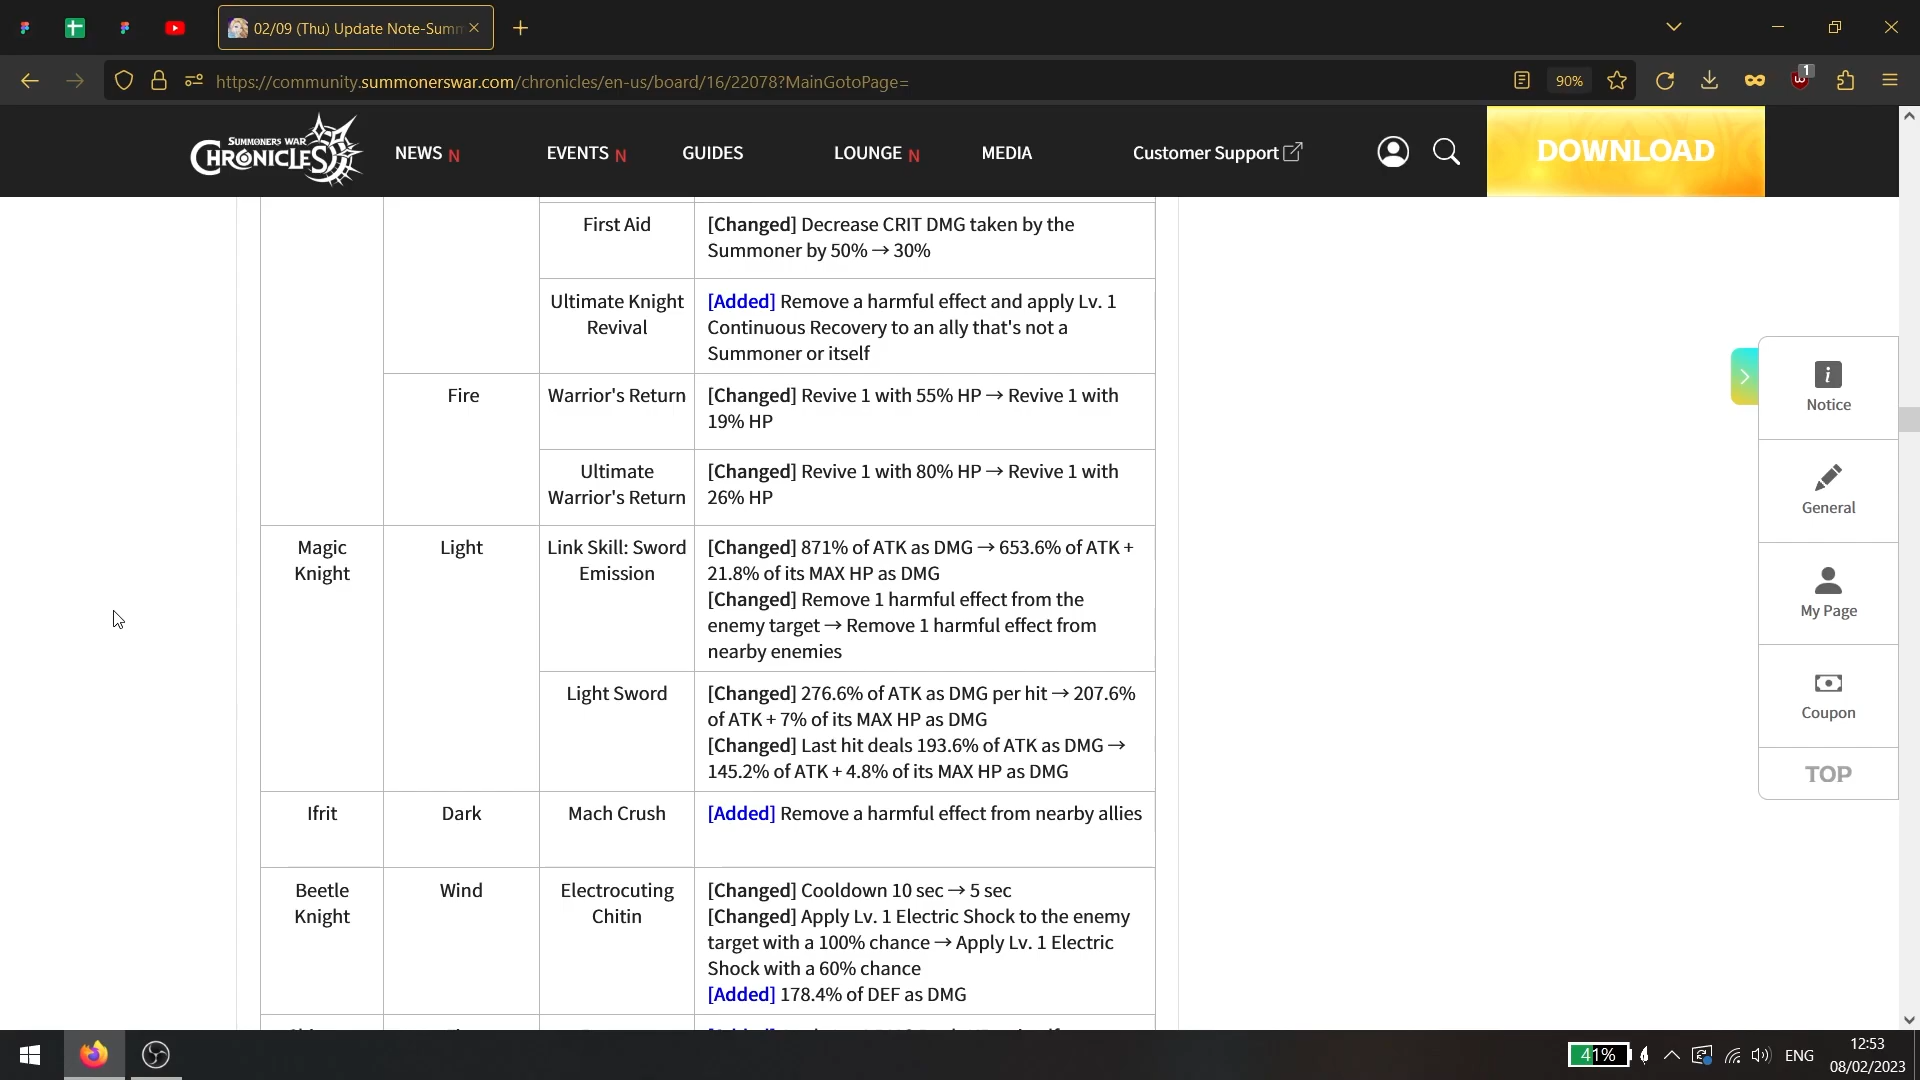 02/09 (Thu) Update Note-Summ
https://community.summonerswar.com/chronicles/en-us/board/16/22078?MainGotoPage=
90%
1
SUMMONERS WAR
CHRONICLES
NEWS N
EVENTS N
GUIDES
LOUNGE N
MEDIA
Customer Support
DOWNLOAD
First Aid
[Changed] Decrease CRIT DMG taken by the
Summoner by 50% → 30%
Ultimate Knight
Revival
[Added] Remove a harmful effect and apply Lv. 1
Continuous Recovery to an ally that's not a
Summoner or itself
Fire
Warrior's Return
[Changed] Revive 1 with 55% HP → Revive 1 with
19% HP
Ultimate
Warrior's Return
[Changed] Revive 1 with 80% HP → Revive 1 with
26% HP
Magic
Knight
Light
Link Skill: Sword
Emission
[Changed] 871% of ATK as DMG → 653.6% of ATK +
21.8% of its MAX HP as DMG
[Changed] Remove 1 harmful effect from the
enemy target → Remove 1 harmful effect from
nearby enemies
Light Sword
[Changed] 276.6% of ATK as DMG per hit → 207.6%
of ATK + 7% of its MAX HP as DMG
[Changed] Last hit deals 193.6% of ATK as DMG →
145.2% of ATK + 4.8% of its MAX HP as DMG
Ifrit
Dark
Mach Crush
[Added] Remove a harmful effect from nearby allies
Beetle
Knight
Wind
Electrocuting
Chitin
[Changed] Cooldown 10 sec → 5 sec
[Changed] Apply Lv. 1 Electric Shock to the enemy
target with a 100% chance → Apply Lv. 1 Electric
Shock with a 60% chance
[Added] 178.4% of DEF as DMG
Notice
General
My Page
Coupon
TOP
41%
ENG
12:53
08/02/2023